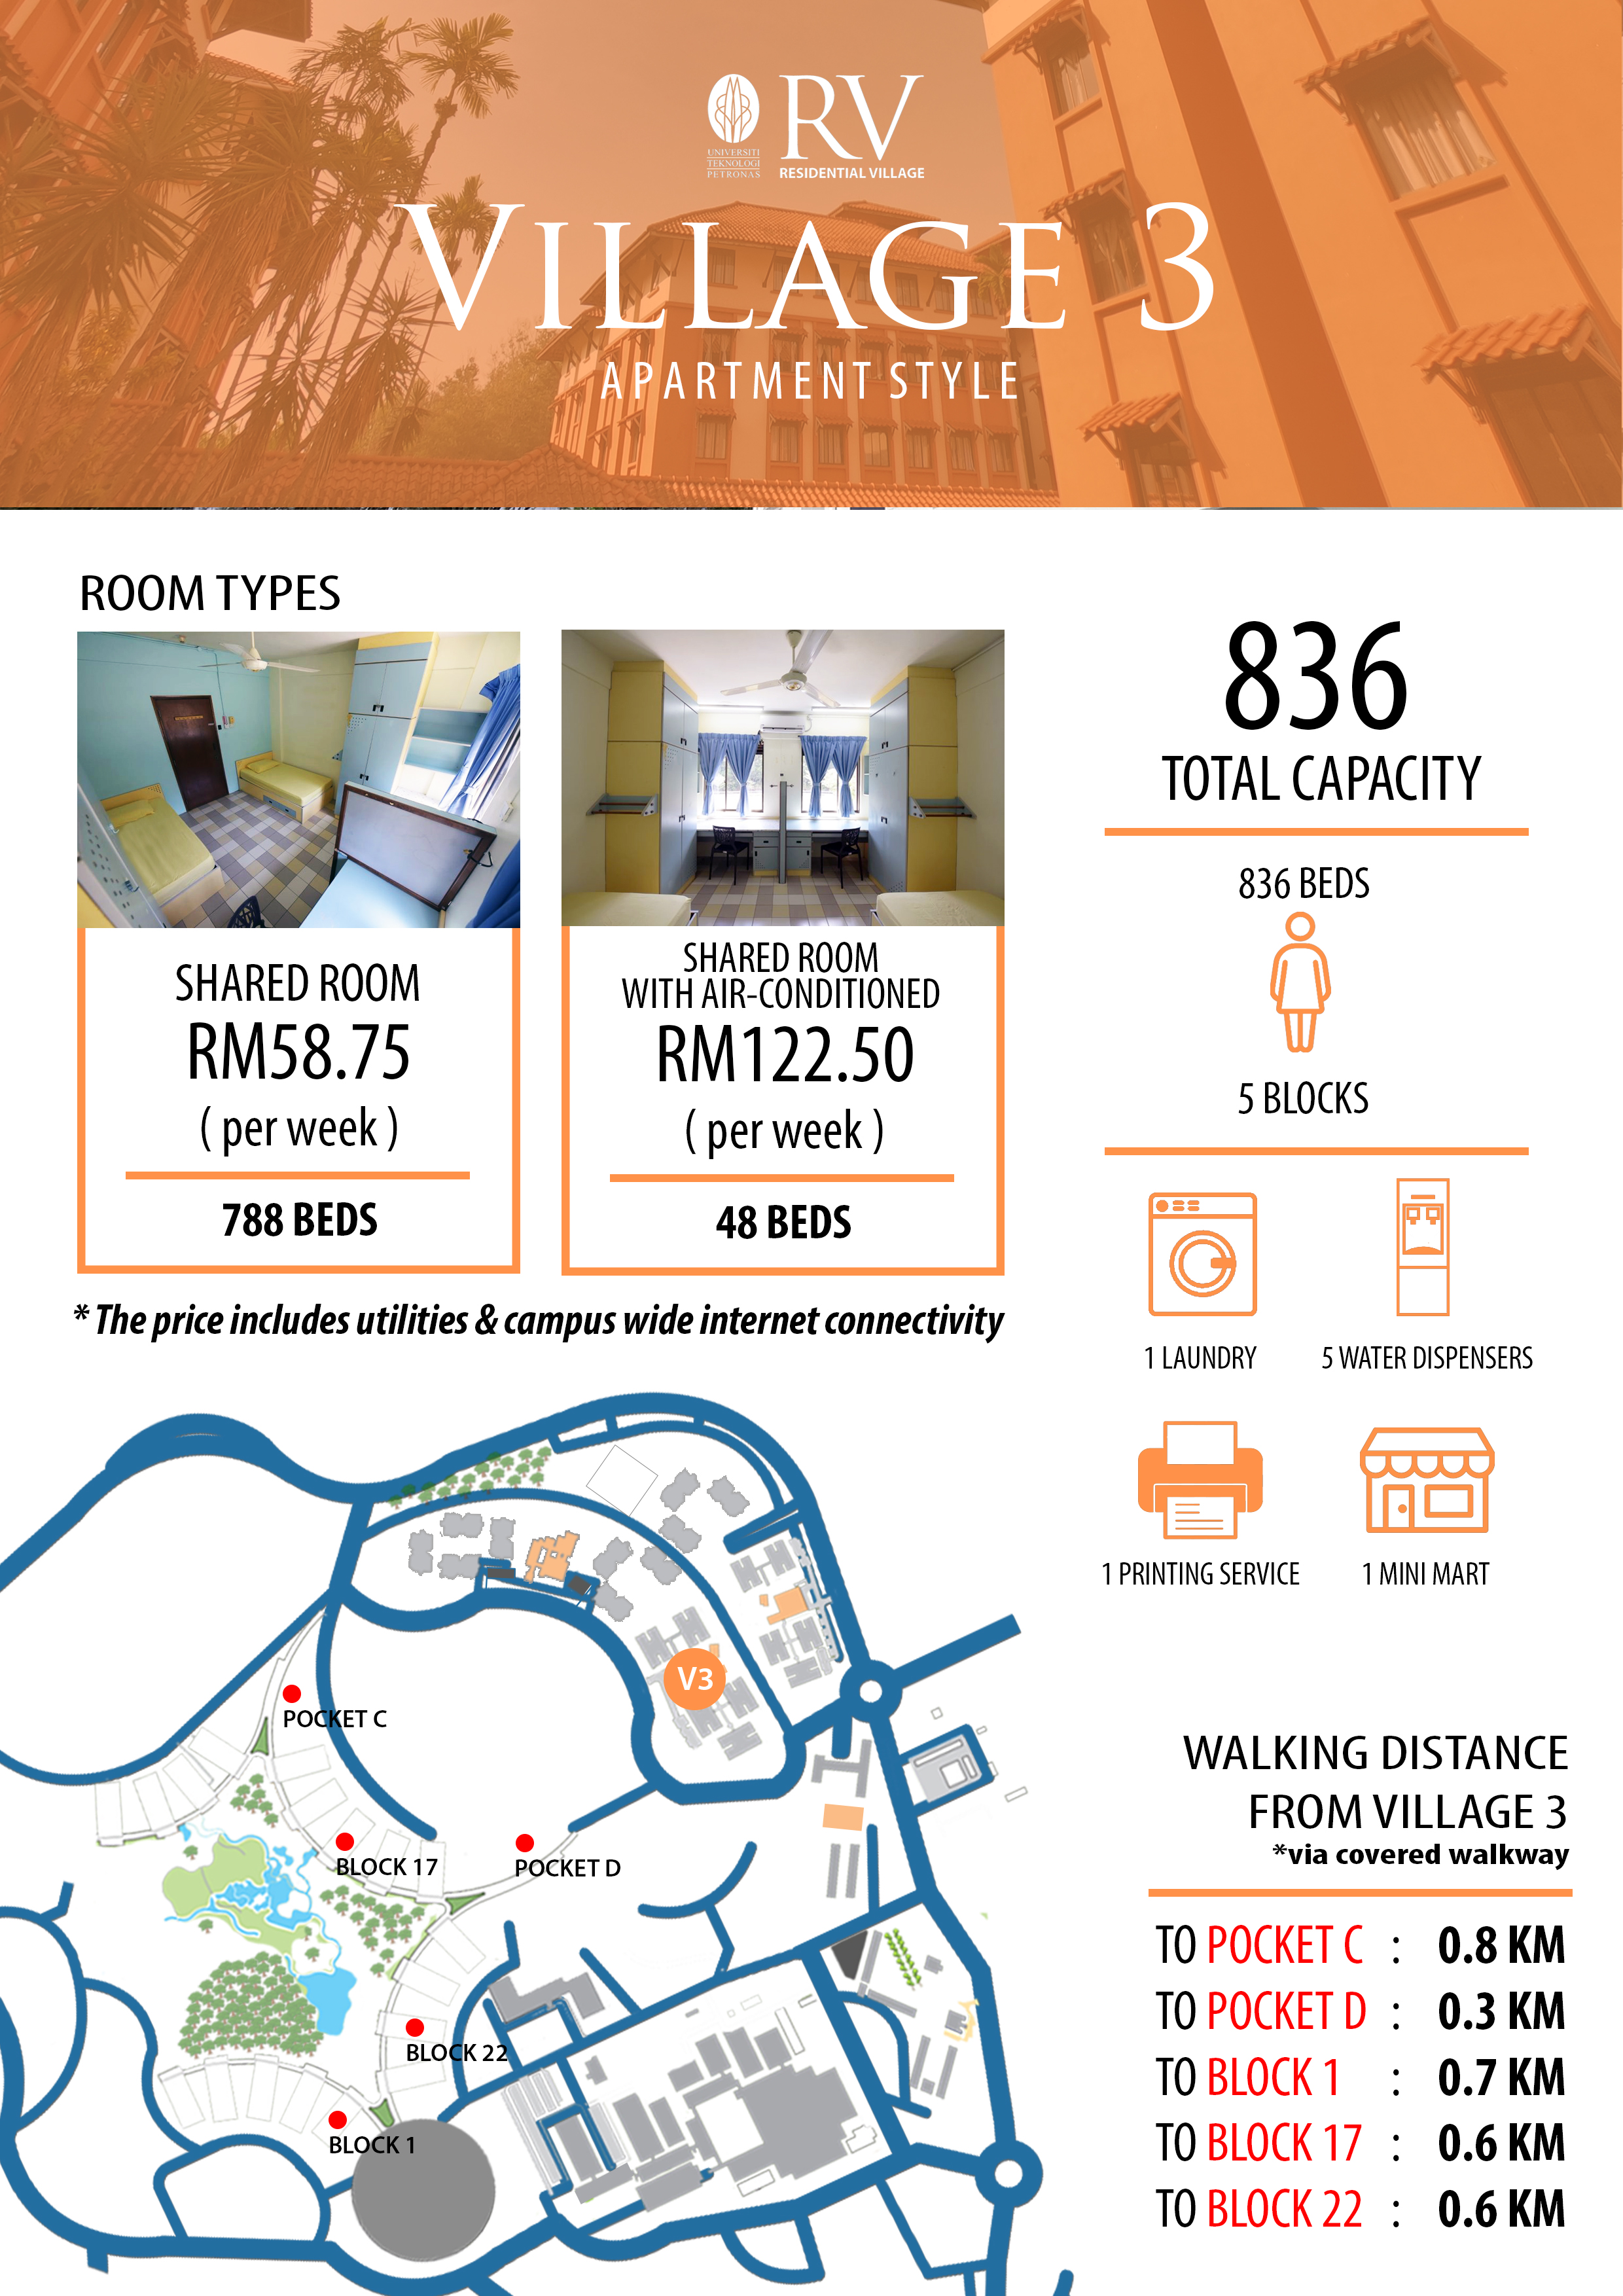 UNIVERSITI
TEKNOLOGI
PETRONAS
RV
RESIDENTIAL VILLAGE
VILLAGE 3
APARTMENT STYLE
ROOM TYPES
SHARED ROOM
RM58.75
( per week )
788 BEDS
SHARED ROOM
WITH AIR-CONDITIONED
RM122.50
( per week )
48 BEDS
* The price includes utilities & campus wide internet connectivity
836
TOTAL CAPACITY
836 BEDS
5 BLOCKS
1 LAUNDRY
5 WATER DISPENSERS
1 PRINTING SERVICE
1 MINI MART
V3
POCKET C
BLOCK 17
POCKET D
BLOCK 22
BLOCK 1
WALKING DISTANCE
FROM VILLAGE 3
*via covered walkway
TO POCKET C : 0.8 KM
TO POCKET D : 0.3 KM
TO BLOCK 1 : 0.7 KM
TO BLOCK 17 : 0.6 KM
TO BLOCK 22 : 0.6 KM